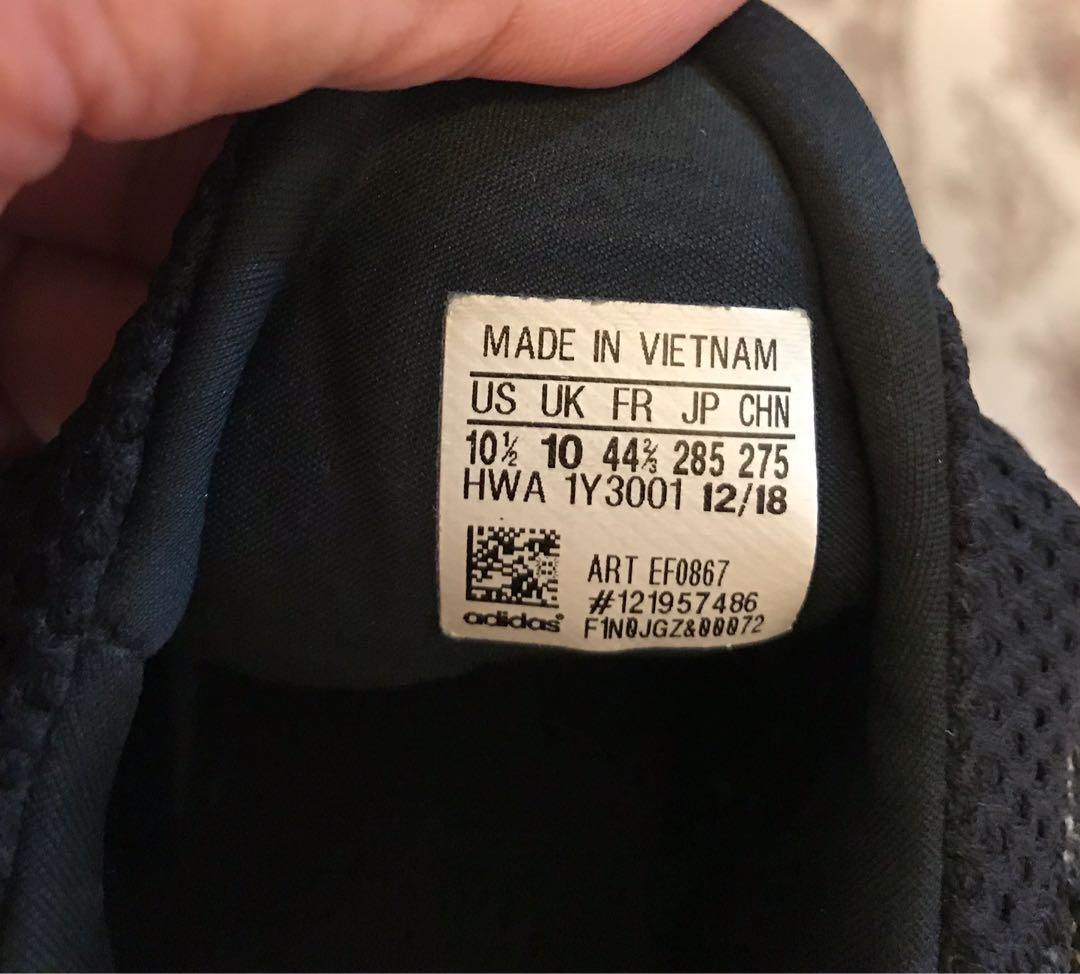 MADE IN VIETNAM
US UK FR JP CHN
10½ 10 44⅔ 285 275
HWA 1Y3001 12/18
ART EF0867
#121957486
adidas® F1N0JGZ&00072